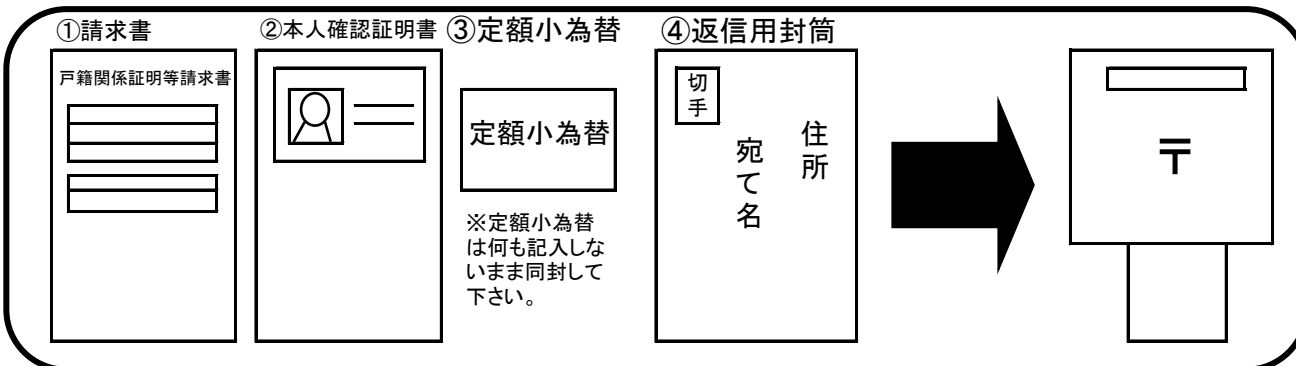 ①請求書
②本人確認証明書
③定額小為替
④返信用封筒
戸籍関係証明等請求書
定額小為替
※定額小為替
は何も記入しな
いまま同封して
下さい。
切手
住所
宛て名
〒